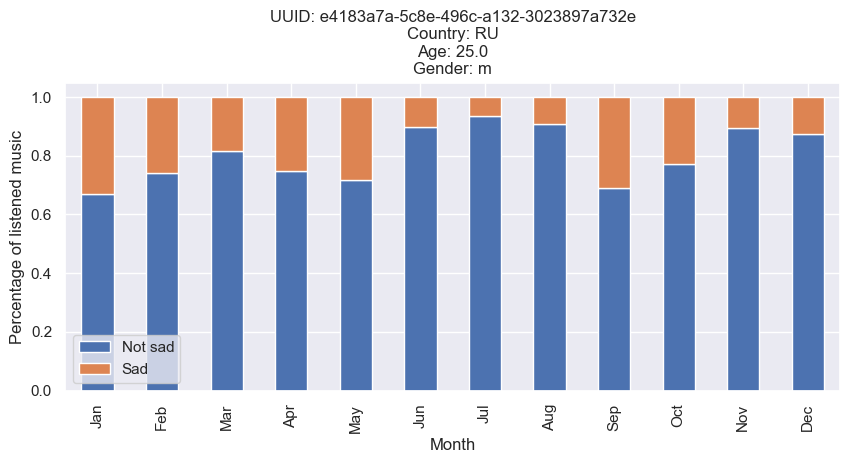 UUID: e4183a7a-5c8e-496c-a132-3023897a732e
Country: RU
Age: 25.0
Gender: m
Percentage of listened music
1.0
0.8
0.6
0.4
0.2
0.0
Not sad
Sad
Jan
Feb
Mar
Apr
May
Jun
Jul
Aug
Sep
Oct
Nov
Dec
Month